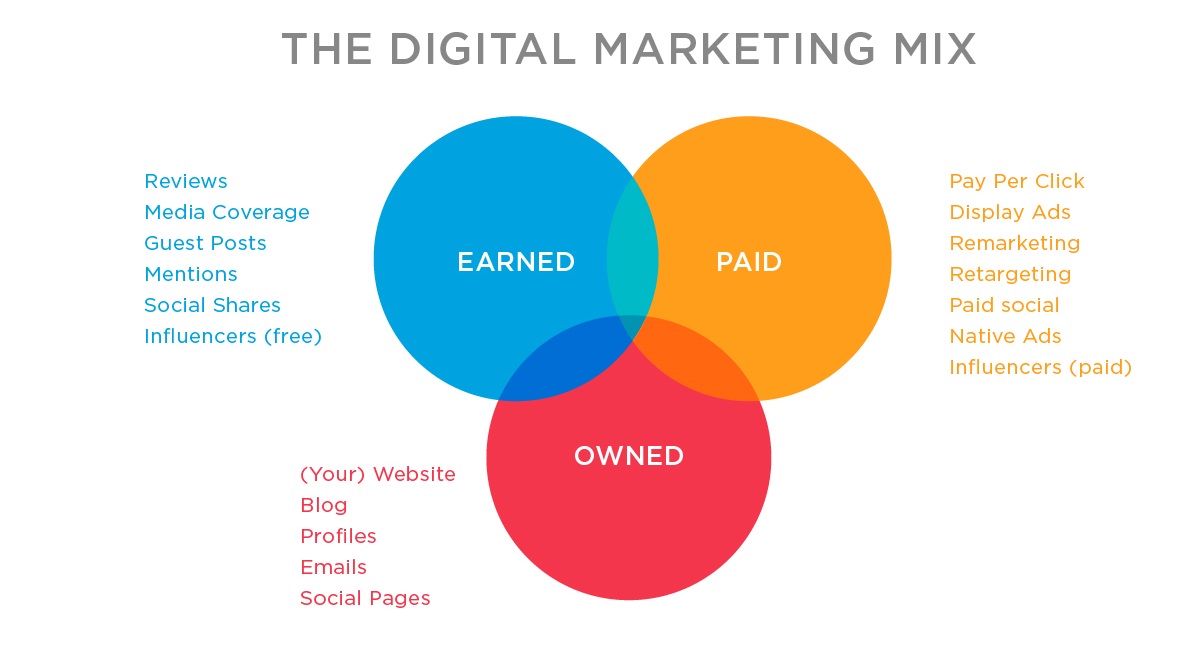 THE DIGITAL MARKETING MIX
Reviews
Media Coverage
Guest Posts
Mentions
Social Shares
Influencers (free)
EARNED
PAID
Pay Per Click
Display Ads
Remarketing
Retargeting
Paid social
Native Ads
Influencers (paid)
OWNED
(Your) Website
Blog
Profiles
Emails
Social Pages